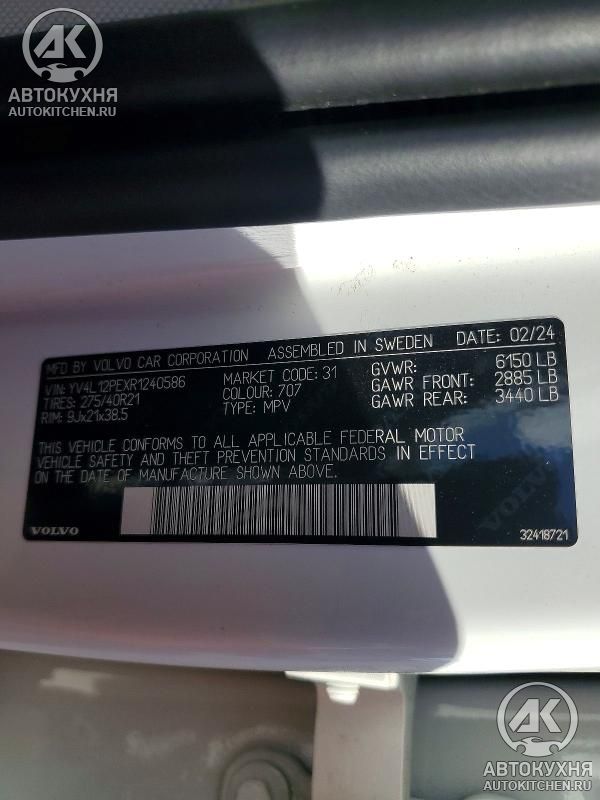 AK
АВТОКУХНЯ
AUTOKITCHEN.RU
MFD BY VOLVO CAR CORPORATION ASSEMBLED IN SWEDEN DATE: 02/24
VIN: YV4L12PEXR1240586 MARKET CODE: 31 GVWR: 6150 LB
TIRES: 275/40R21 COLOUR: 707 GAWR FRONT: 2885 LB
RIM: 9Jx21x38.5 TYPE: MPV GAWR REAR: 3440 LB
THIS VEHICLE CONFORMS TO ALL APPLICABLE FEDERAL MOTOR
VEHICLE SAFETY AND THEFT PREVENTION STANDARDS IN EFFECT
ON THE DATE OF MANUFACTURE SHOWN ABOVE.
VOLVO 32418721
AK
АВТОКУХНЯ
AUTOKITCHEN.RU